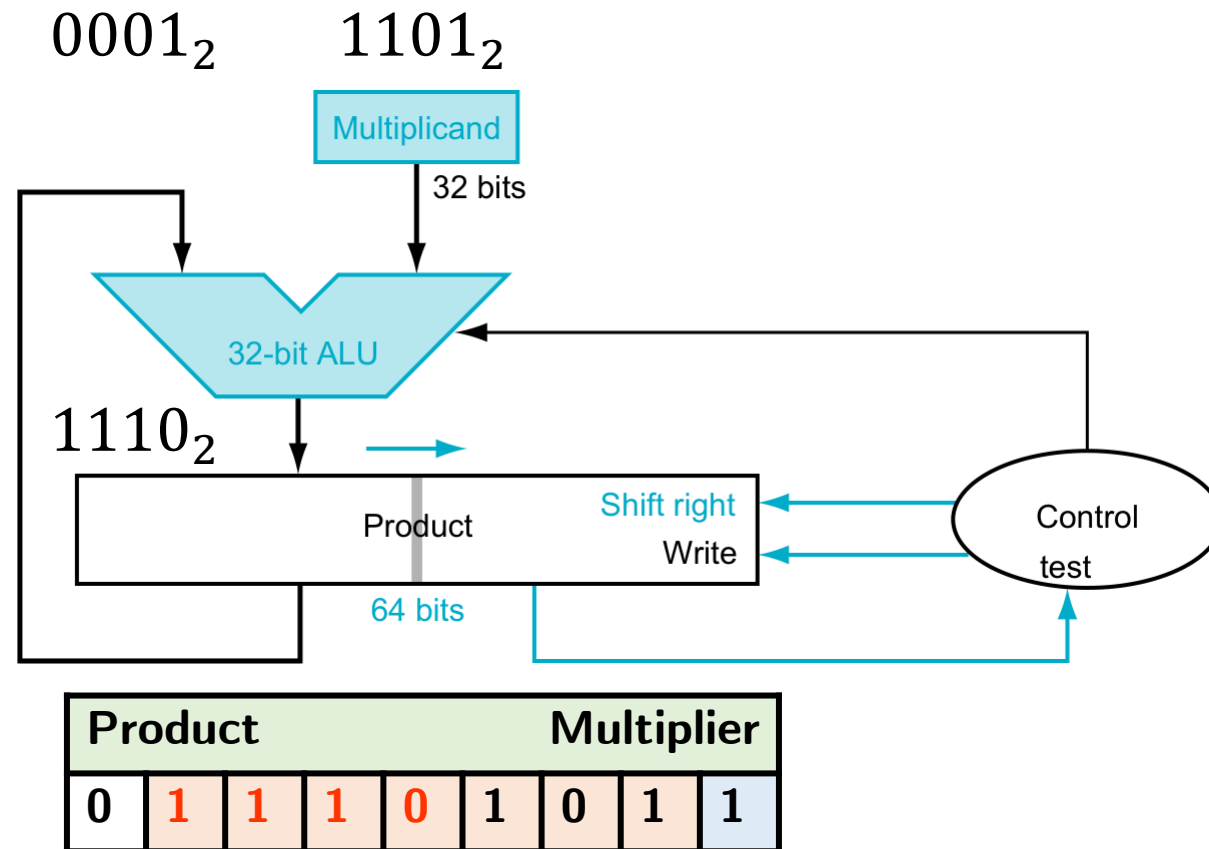 0001₂ 1101₂
Multiplicand
32 bits
32-bit ALU
1110₂
Product
Shift right
Write
64 bits
Control
test
Product Multiplier
0 1 1 1 0 1 0 1 1